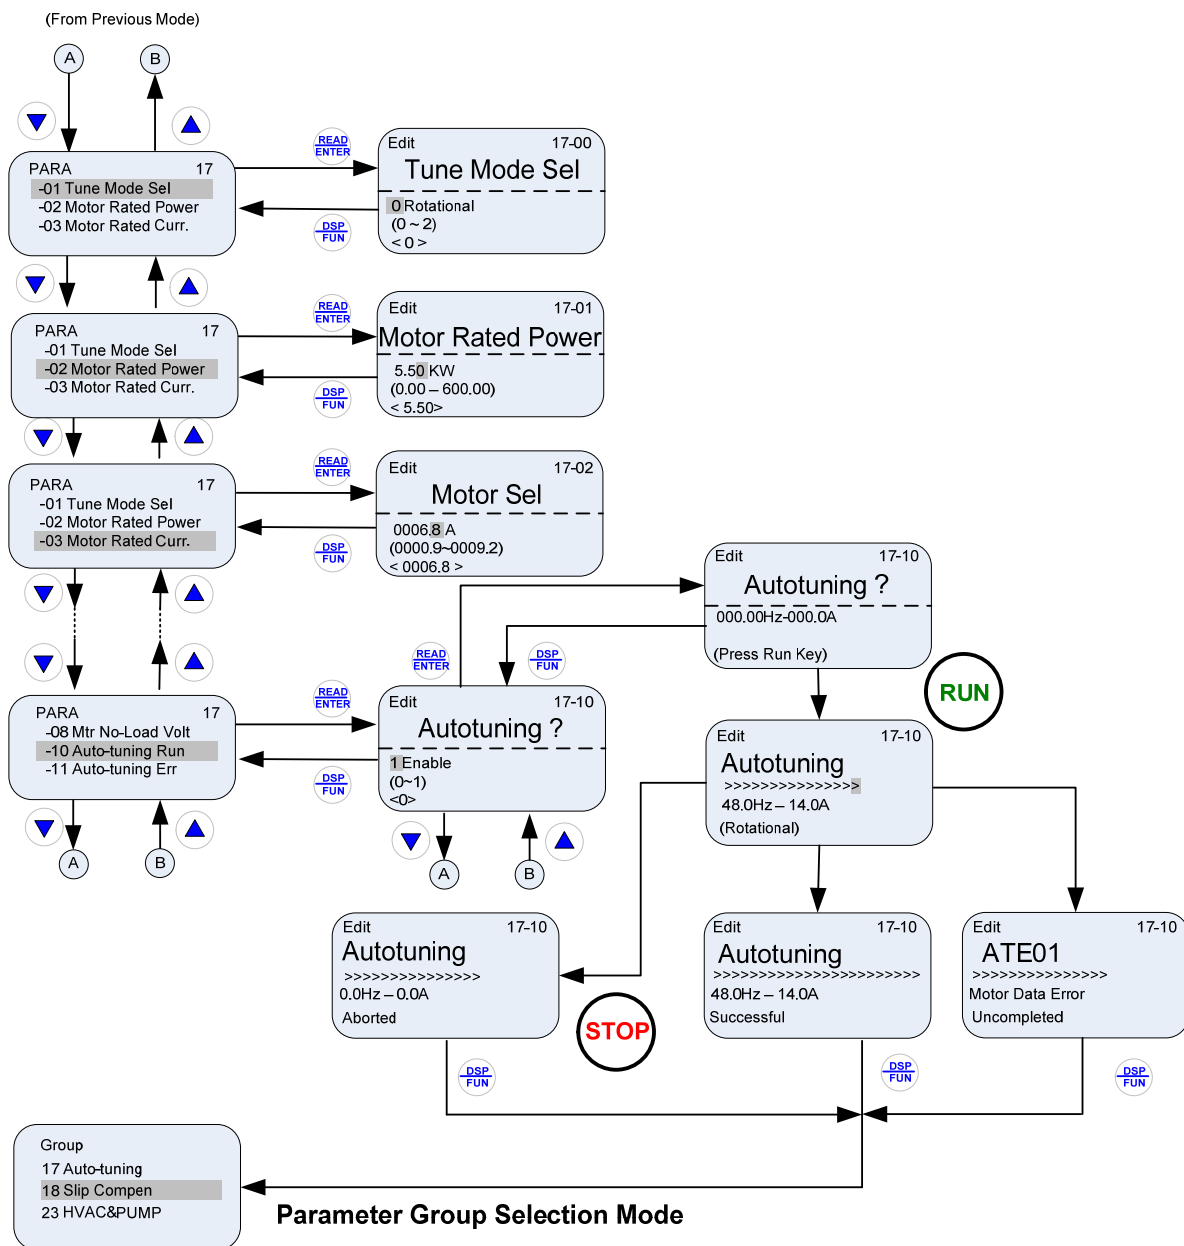 (From Previous Mode)
A
B
PARA 17
-01 Tune Mode Sel
-02 Motor Rated Power
-03 Motor Rated Curr.
READ
ENTER
DSP
FUN
Edit 17-00
Tune Mode Sel
0 Rotational
(0 ~ 2)
< 0 >
PARA 17
-01 Tune Mode Sel
-02 Motor Rated Power
-03 Motor Rated Curr.
READ
ENTER
DSP
FUN
Edit 17-01
Motor Rated Power
5.50 KW
(0.00 – 600.00)
< 5.50>
PARA 17
-01 Tune Mode Sel
-02 Motor Rated Power
-03 Motor Rated Curr.
READ
ENTER
DSP
FUN
Edit 17-02
Motor Sel
0006.8 A
(0000.9~0009.2)
< 0006.8 >
Edit 17-10
Autotuning ?
000.00Hz-000.0A
(Press Run Key)
READ
ENTER
DSP
FUN
RUN
PARA 17
-08 Mtr No-Load Volt
-10 Auto-tuning Run
-11 Auto-tuning Err
READ
ENTER
DSP
FUN
Edit 17-10
Autotuning ?
1 Enable
(0~1)
<0>
Edit 17-10
Autotuning
>>>>>>>>>>>>>>>
48.0Hz – 14.0A
(Rotational)
A
B
A
B
Edit 17-10
Autotuning
>>>>>>>>>>>>>>>
0.0Hz – 0.0A
Aborted
STOP
Edit 17-10
Autotuning
>>>>>>>>>>>>>>>>>>>>>>>
48.0Hz – 14.0A
Successful
Edit 17-10
ATE01
>>>>>>>>>>>>>>>
Motor Data Error
Uncompleted
DSP
FUN
DSP
FUN
DSP
FUN
Group
17 Auto-tuning
18 Slip Compen
23 HVAC&PUMP
Parameter Group Selection Mode